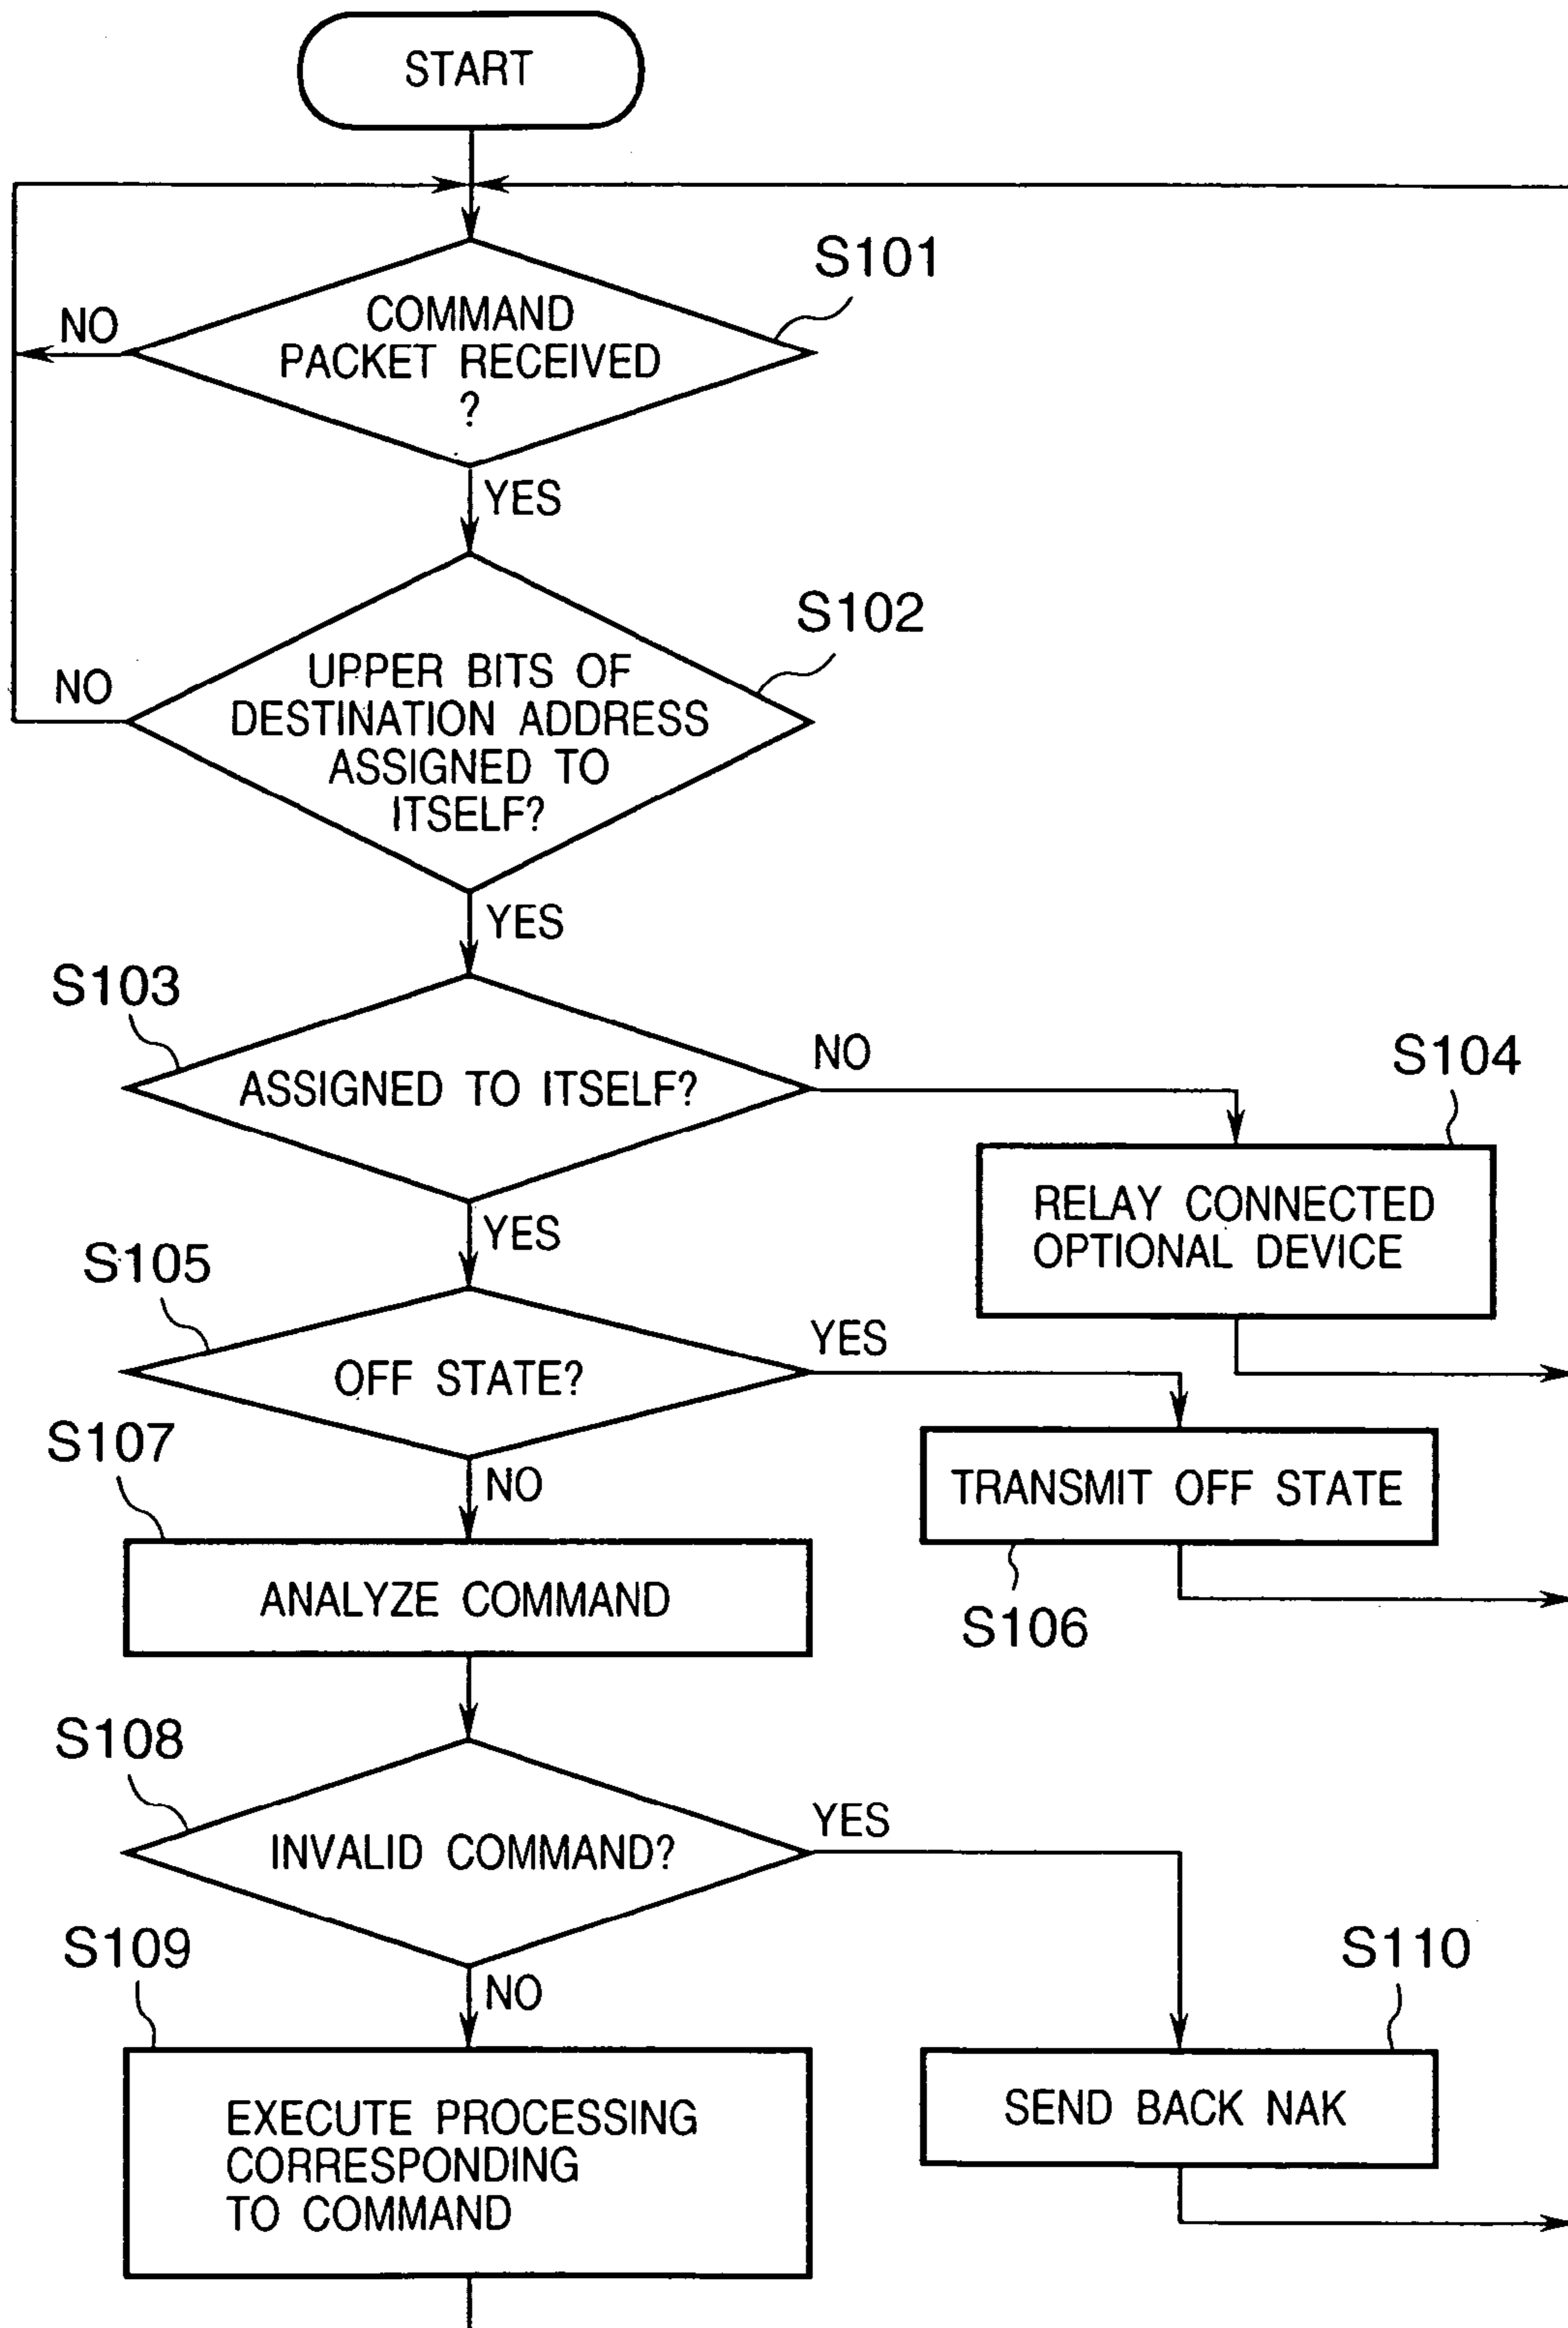 START
S101
COMMAND
PACKET RECEIVED
?
NO
YES
S102
UPPER BITS OF
DESTINATION ADDRESS
ASSIGNED TO
ITSELF?
NO
YES
S103
ASSIGNED TO ITSELF?
NO
S104
RELAY CONNECTED
OPTIONAL DEVICE
YES
S105
OFF STATE?
YES
TRANSMIT OFF STATE
S106
NO
S107
ANALYZE COMMAND
S108
INVALID COMMAND?
YES
NO
S109
EXECUTE PROCESSING
CORRESPONDING
TO COMMAND
S110
SEND BACK NAK